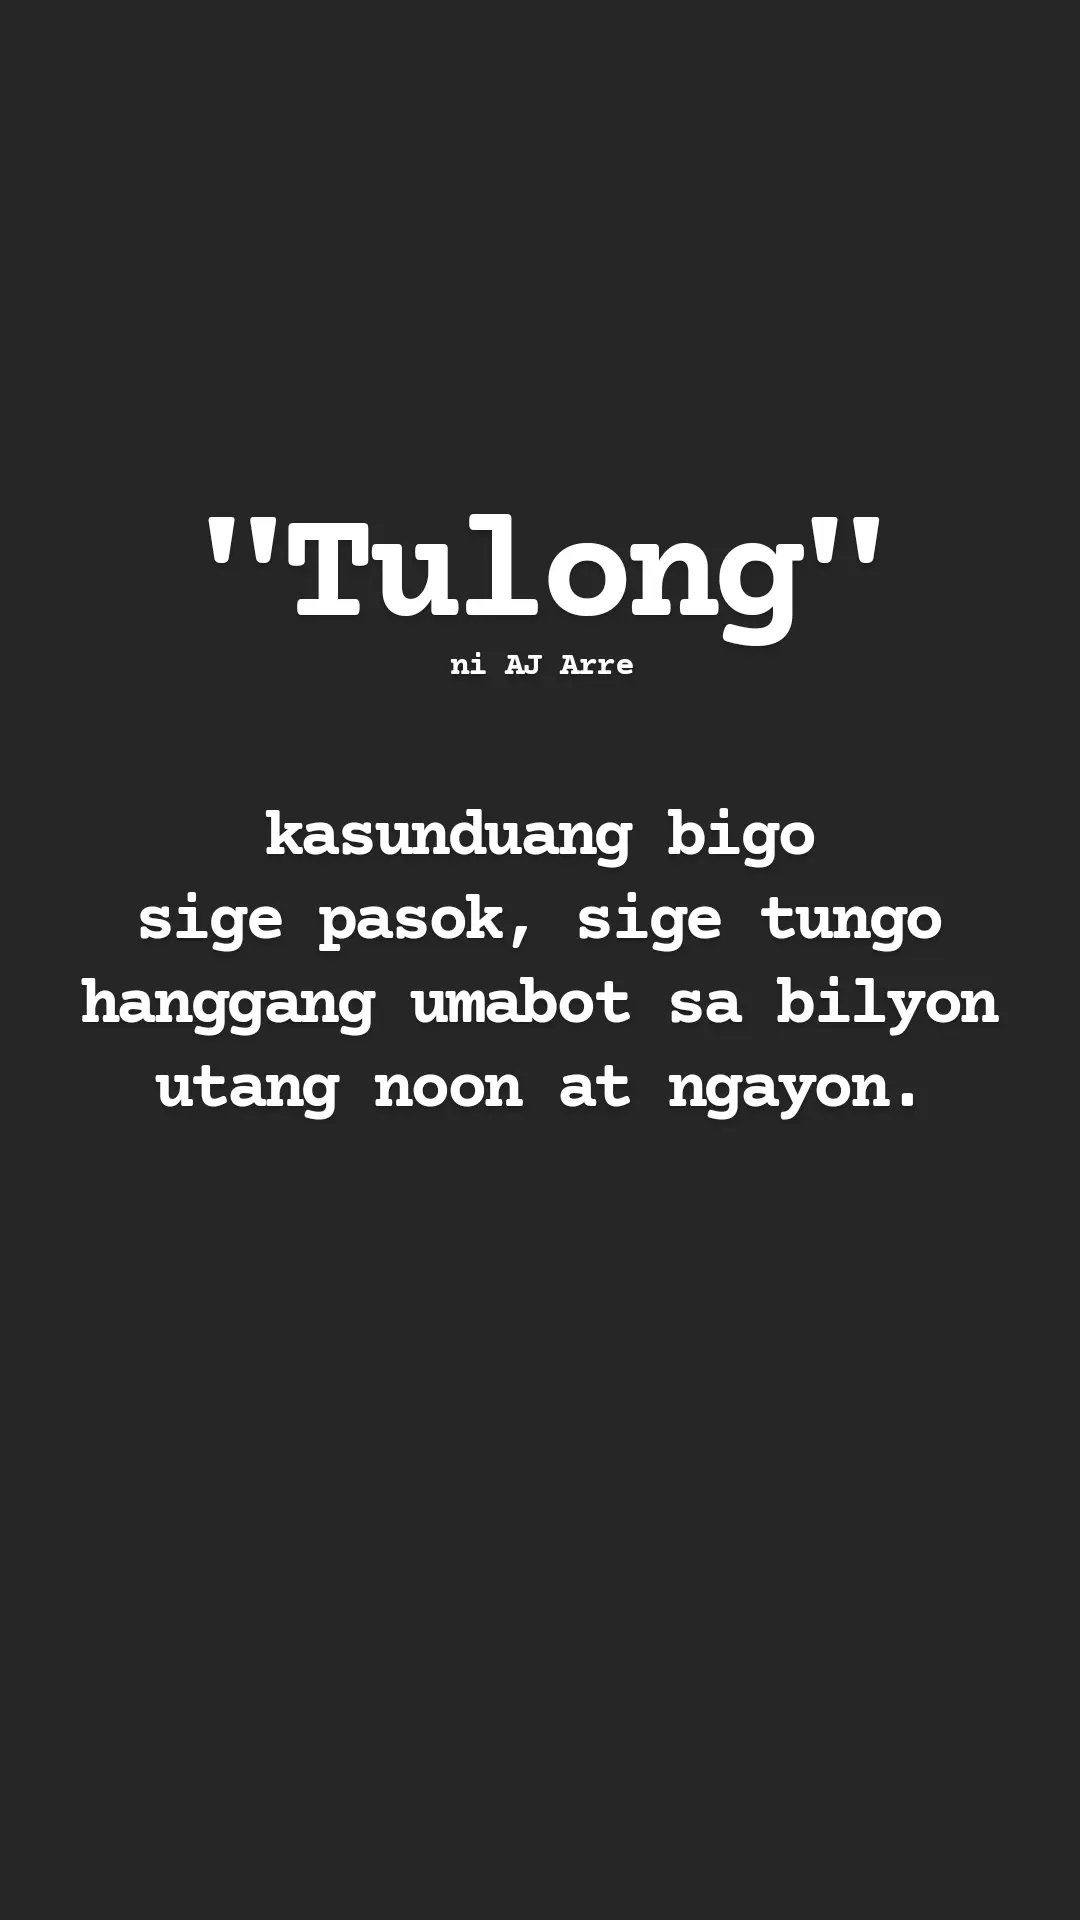 "Tulong"
ni AJ Arre
kasunduang bigo
sige pasok, sige tungo
hanggang umabot sa bilyon
utang noon at ngayon.